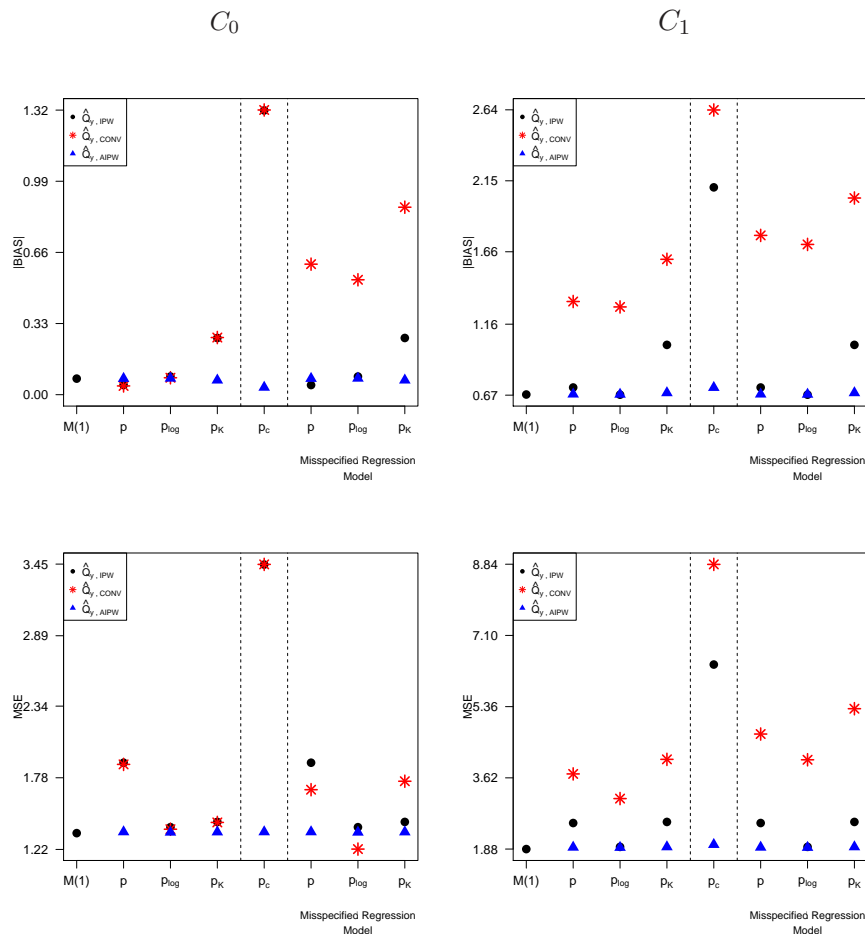 C₀
C₁
|BIAS|
1.32
0.99
0.66
0.33
0.00
Q̂y, IPW
Q̂y, CONV
Q̂y, AIPW
M(1) p plog pK pc p plog pK
Misspecified Regression
Model
|BIAS|
2.64
2.15
1.66
1.16
0.67
Q̂y, IPW
Q̂y, CONV
Q̂y, AIPW
M(1) p plog pK pc p plog pK
Misspecified Regression
Model
MSE
3.45
2.89
2.34
1.78
1.22
Q̂y, IPW
Q̂y, CONV
Q̂y, AIPW
M(1) p plog pK pc p plog pK
Misspecified Regression
Model
MSE
8.84
7.10
5.36
3.62
1.88
Q̂y, IPW
Q̂y, CONV
Q̂y, AIPW
M(1) p plog pK pc p plog pK
Misspecified Regression
Model